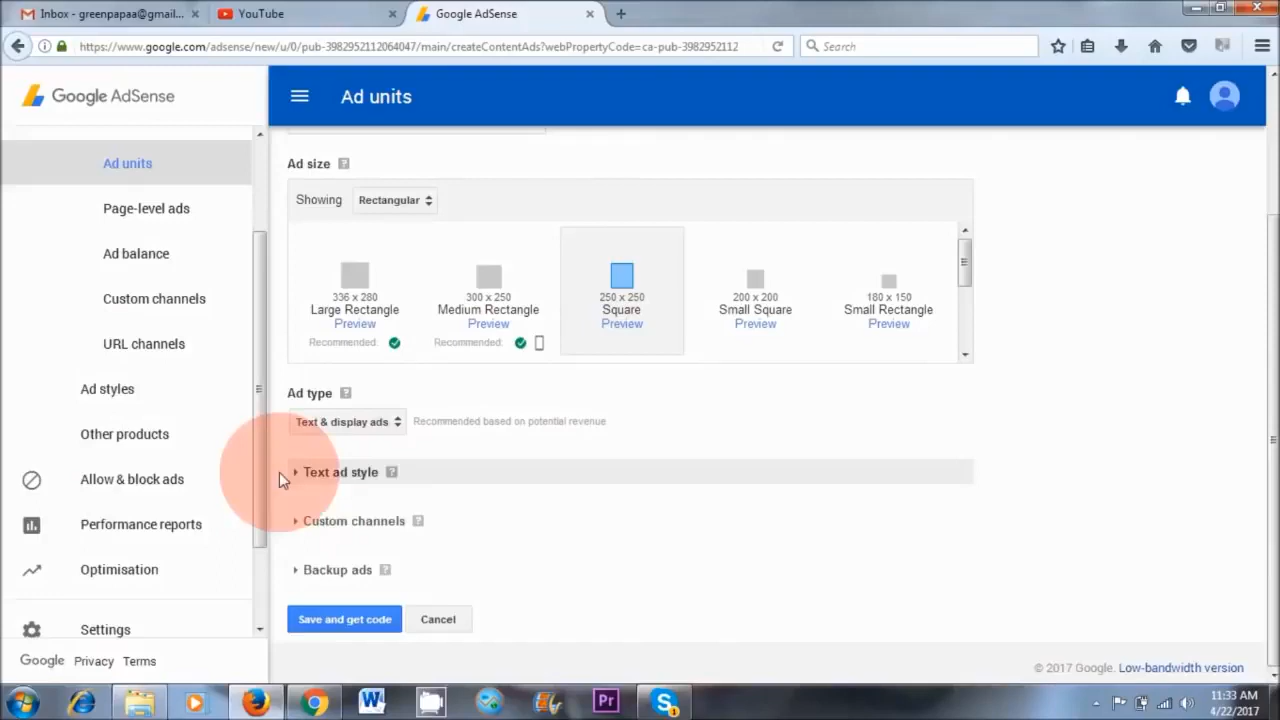 Inbox - greenpapaa@gmail...
YouTube
Google AdSense
https://www.google.com/adsense/new/u/0/pub-3982952112064047/main/createContentAds?webPropertyCode=ca-pub-3982952112
Search
Google AdSense
Ad units
Ad units
Page-level ads
Ad balance
Custom channels
URL channels
Ad styles
Other products
Allow & block ads
Performance reports
Optimisation
Settings
Google Privacy Terms
Ad size ?
Showing Rectangular
336 x 280
Large Rectangle
Preview
Recommended:
300 x 250
Medium Rectangle
Preview
Recommended:
250 x 250
Square
Preview
200 x 200
Small Square
Preview
180 x 150
Small Rectangle
Preview
Ad type ?
Text & display ads Recommended based on potential revenue
Text ad style ?
Custom channels ?
Backup ads ?
Save and get code Cancel
© 2017 Google. Low-bandwidth version
W
Pr
S 1
11:33 AM
4/22/2017